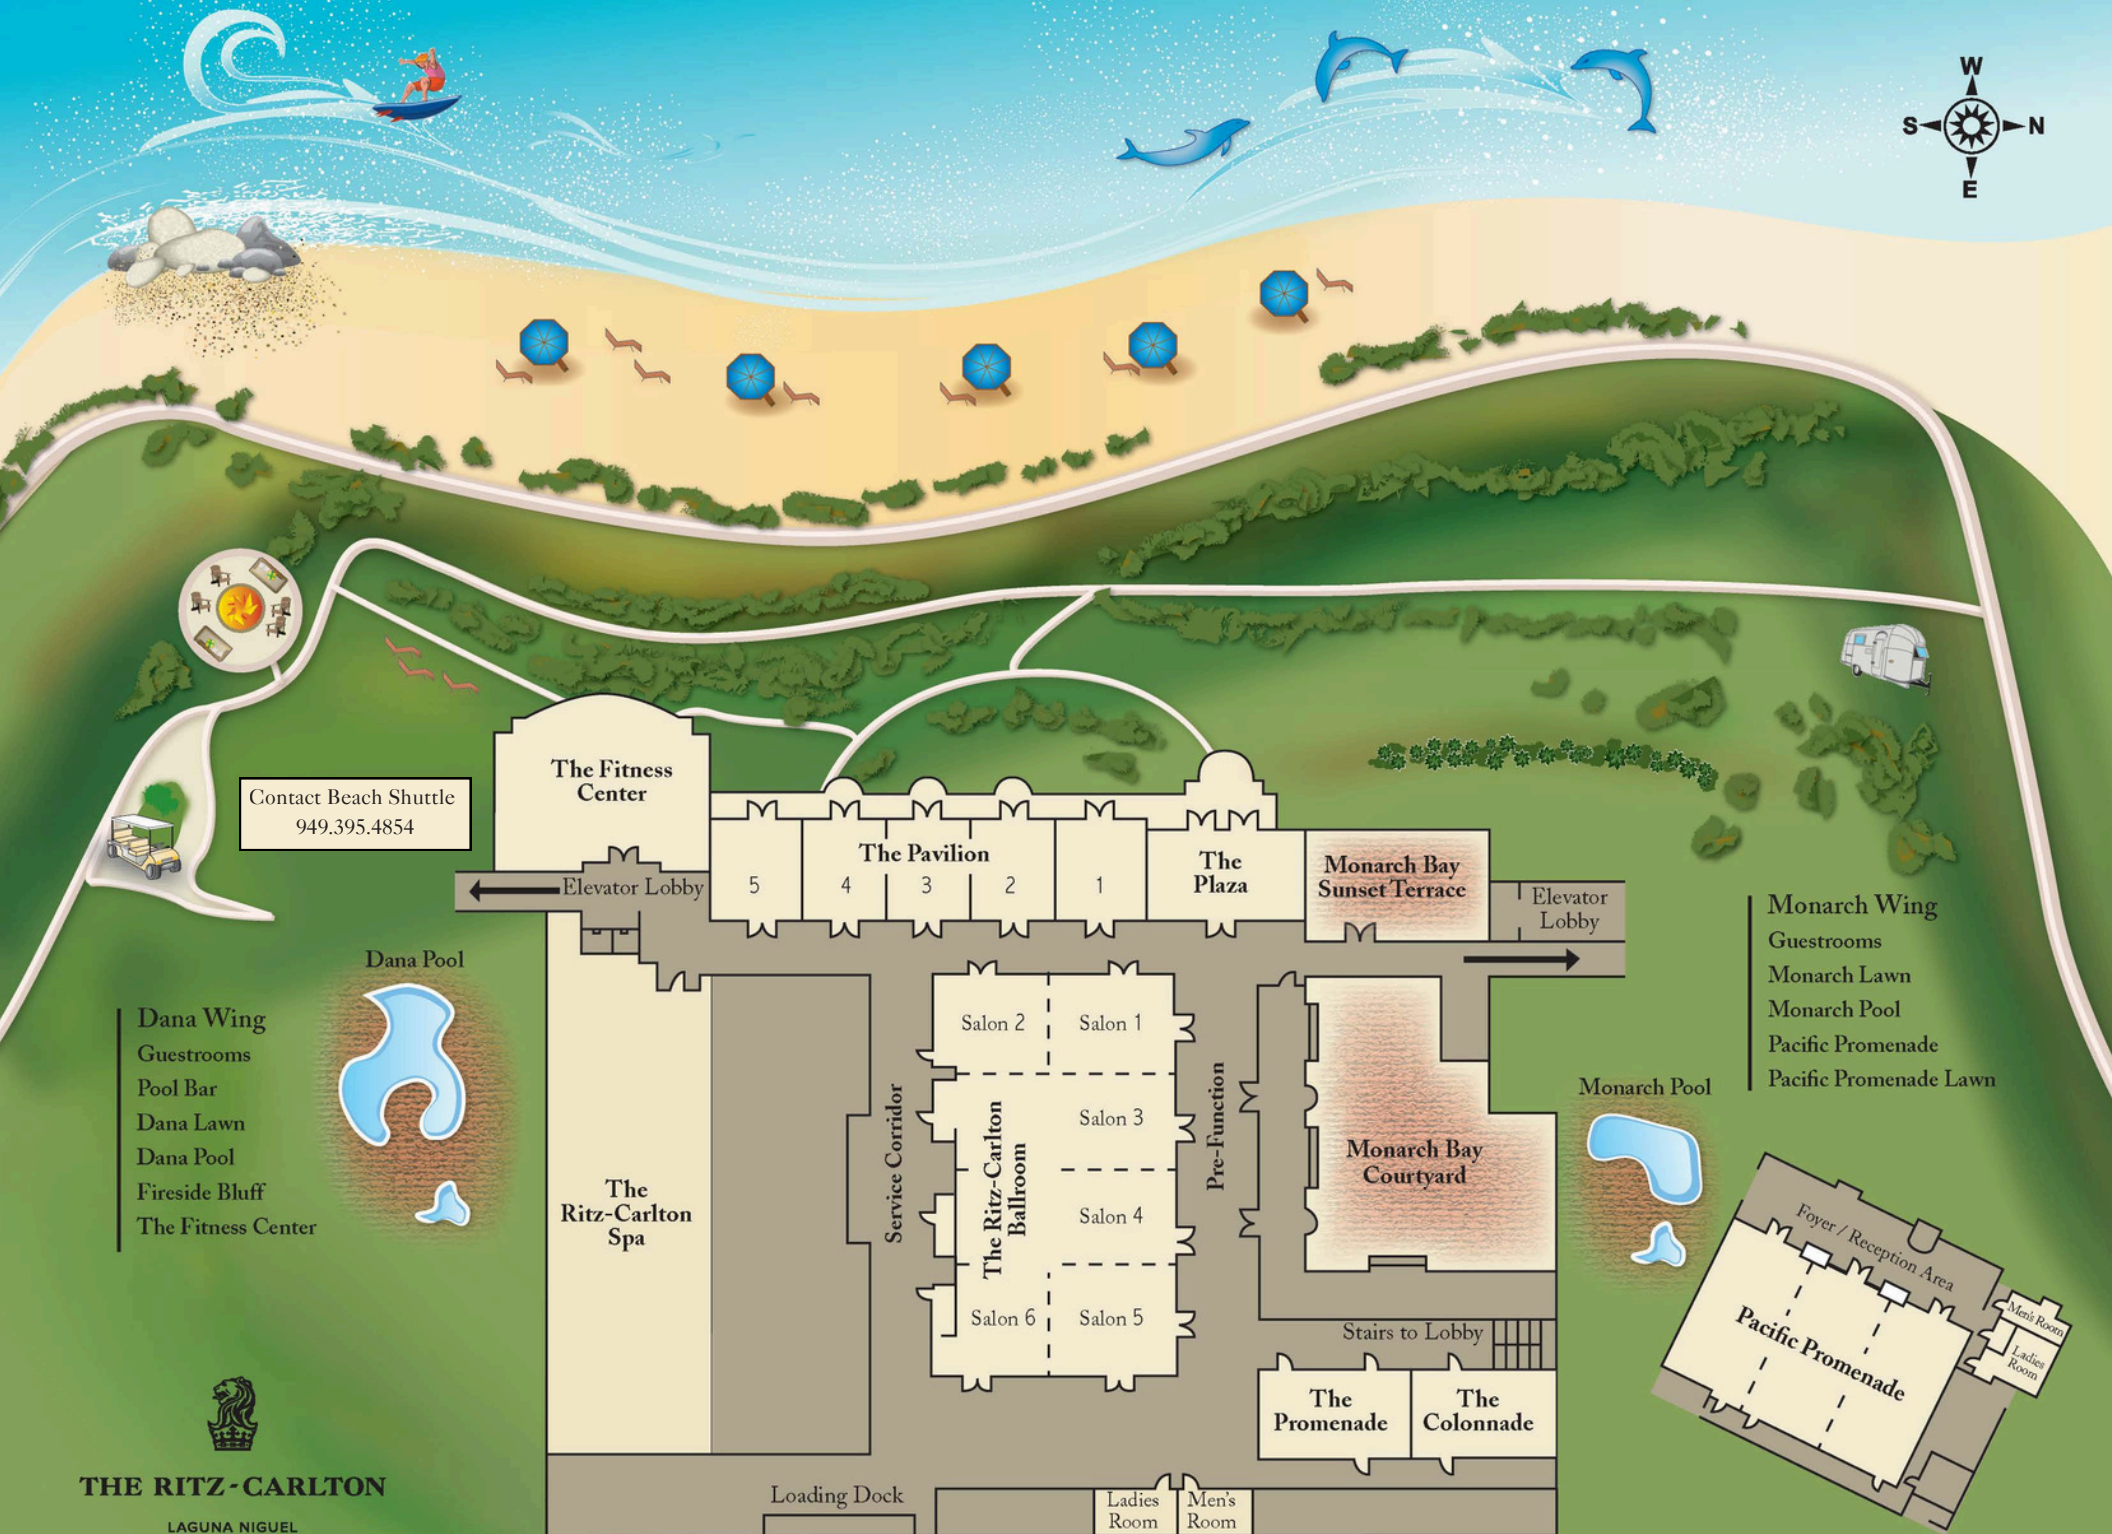 W
S N
E
Contact Beach Shuttle
949.395.4854
The Fitness
Center
Elevator Lobby
The Pavilion
5
4
3
2
1
The
Plaza
Monarch Bay
Sunset Terrace
Elevator
Lobby
Monarch Wing
Guestrooms
Monarch Lawn
Monarch Pool
Pacific Promenade
Pacific Promenade Lawn
Dana Pool
Dana Wing
Guestrooms
Pool Bar
Dana Lawn
Dana Pool
Fireside Bluff
The Fitness Center
The
Ritz-Carlton
Spa
Service Corridor
Salon 2
Salon 1
The Ritz-Carlton
Ballroom
Salon 3
Salon 4
Salon 6
Salon 5
Pre-Function
Monarch Bay
Courtyard
Monarch Pool
Foyer / Reception Area
Men's Room
Ladies
Room
Pacific Promenade
Stairs to Lobby
The
Promenade
The
Colonnade
Loading Dock
Ladies
Room
Men's
Room
THE RITZ-CARLTON
LAGUNA NIGUEL